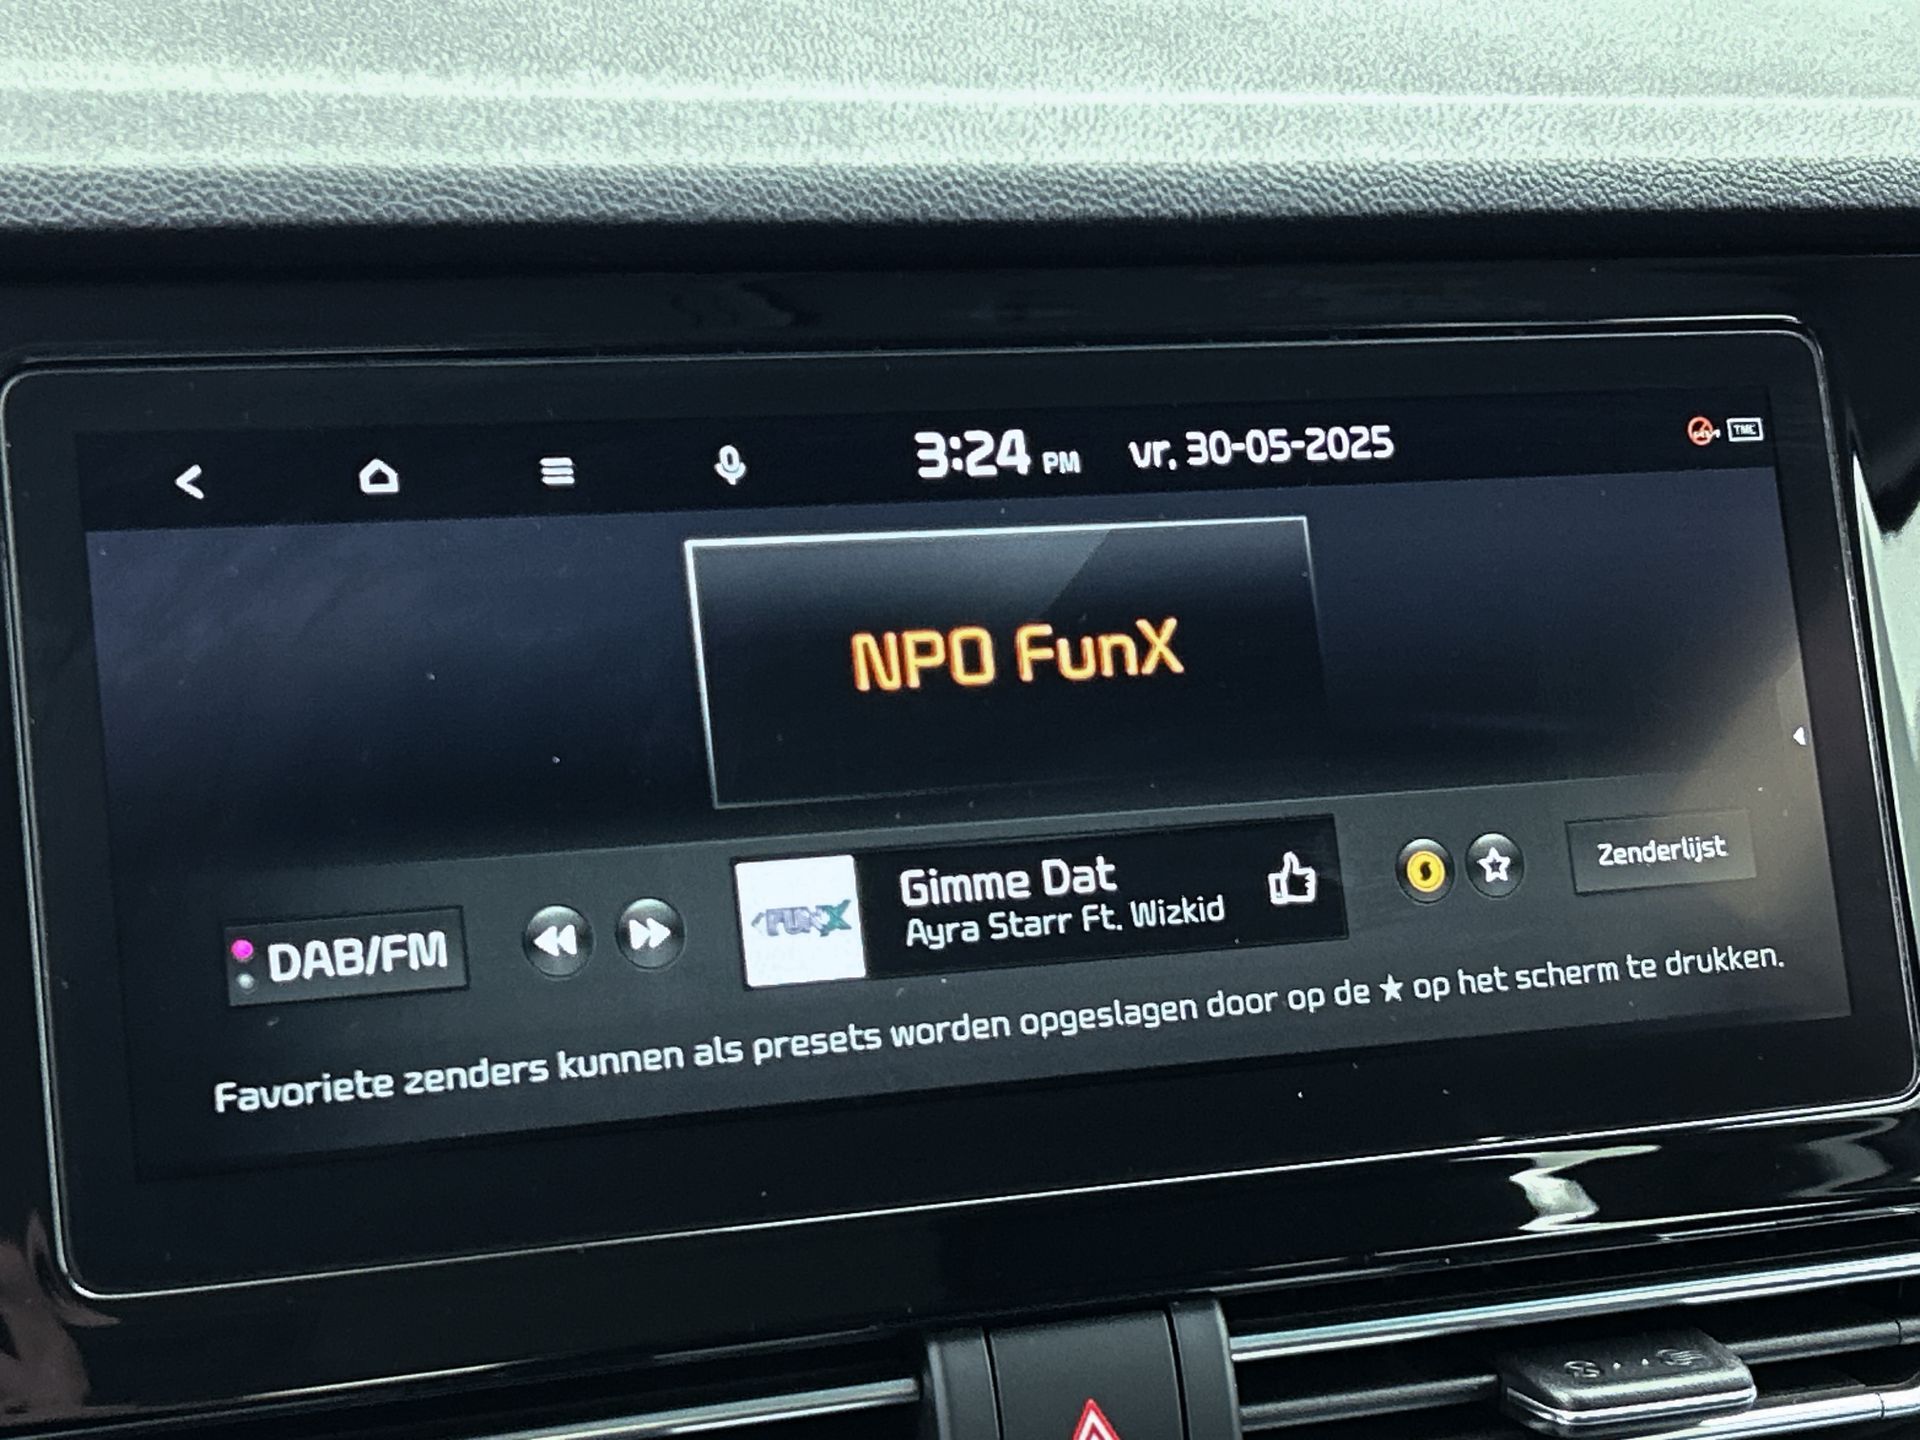 3:24 PM vr. 30-05-2025
TMC
NPO FunX
DAB/FM
FUNX
Gimme Dat
Ayra Starr Ft. Wizkid
Zenderlijst
Favoriete zenders kunnen als presets worden opgeslagen door op de ★ op het scherm te drukken.